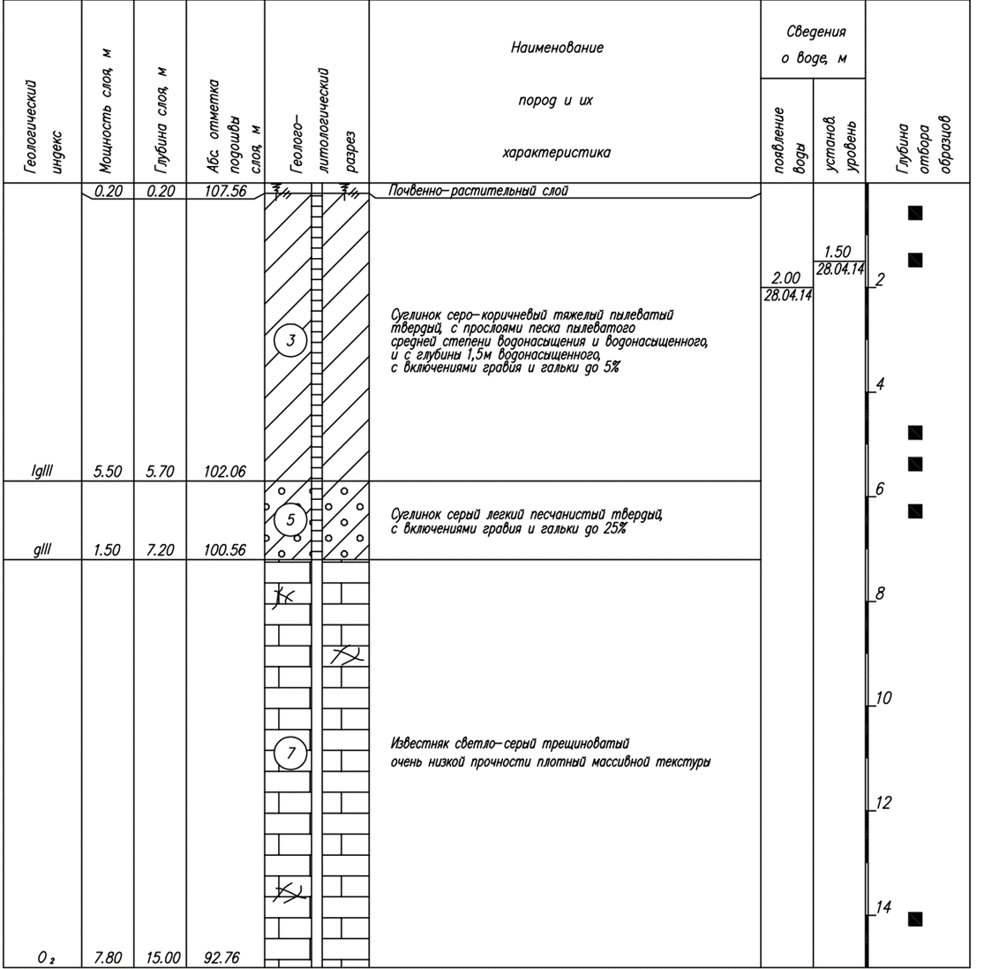 Геологический
индекс
Мощность слоя, м
Глубина слоя, м
Абс. отметка
подошвы
слоя, м
Геолого-
литологический
разрез
Наименование
пород и их
характеристика
Сведения
о воде, м
появление
воды
установ.
уровень
Глубина
отбора
образцов
0.20 0.20 107.56 Почвенно-растительный слой
1.50
28.04.14
2.00
28.04.14
2
3
Суглинок серо-коричневый тяжелый пылеватый
твердый, с прослоями песка пылеватого
средней степени водонасыщения и водонасыщенного,
и с глубины 1,5м водонасыщенного,
с включениями гравия и гальки до 5%
4
lgIII 5.50 5.70 102.06
6
5
Суглинок серый легкий песчанистый твердый,
с включениями гравия и гальки до 25%
gIII 1.50 7.20 100.56
8
10
7
Известняк светло-серый трещиноватый
очень низкой прочности плотный массивной текстуры
12
14
O₂ 7.80 15.00 92.76